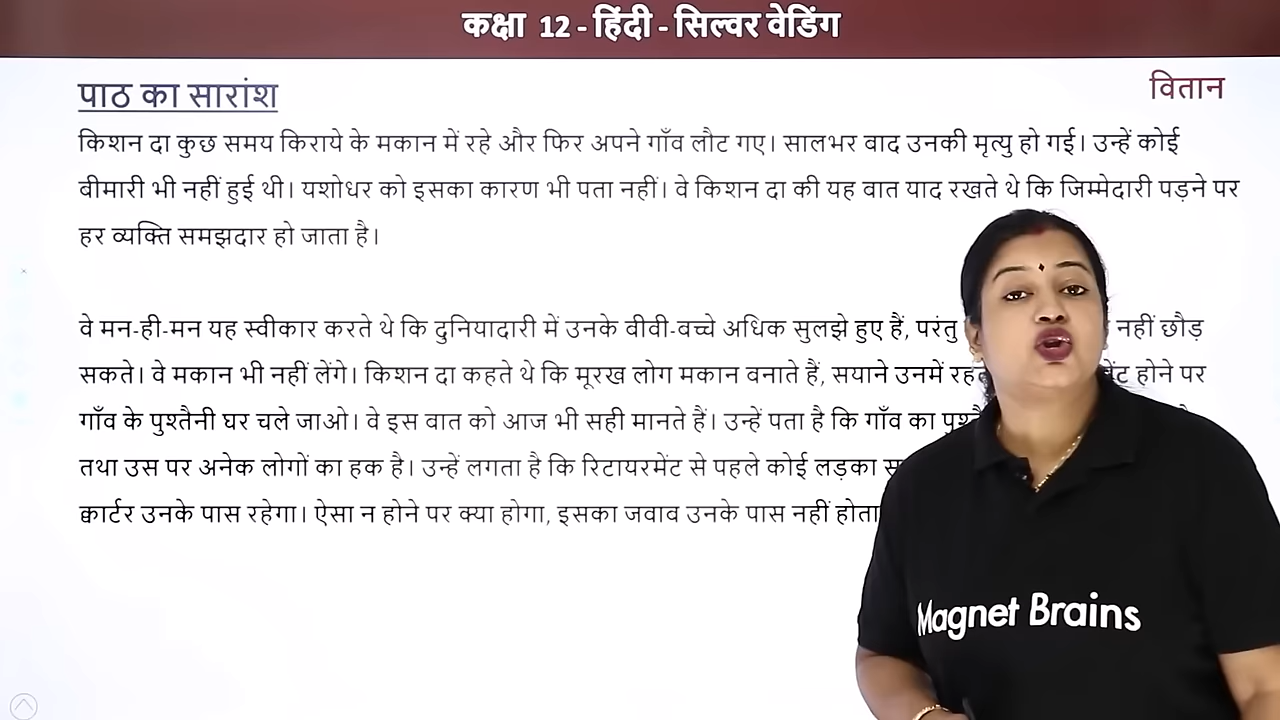 कक्षा 12 - हिंदी - सिल्वर वेडिंग
पाठ का सारांश
वितान
किशन दा कुछ समय किराये के मकान में रहे और फिर अपने गाँव लौट गए। सालभर वाद उनकी मृत्यु हो गई। उन्हें कोई
वीमारी भी नहीं हुई थी। यशोधर को इसका कारण भी पता नहीं। वे किशन दा की यह वात याद रखते थे कि जिम्मेदारी पड़ने पर
हर व्यक्ति समझदार हो जाता है।
वे मन-ही-मन यह स्वीकार करते थे कि दुनियादारी में उनके वीवी-वच्चे अधिक सुलझे हुए हैं, परंतु नहीं छौड़
सकते। वे मकान भी नहीं लेंगे। किशन दा कहते थे कि मूरख लोग मकान वनाते हैं, सयाने उनमें होने पर
गाँव के पुश्तैनी घर चले जाओ। वे इस वात को आज भी सही मानते हैं। उन्हें पता है कि गाँव का
तथा उस पर अनेक लोगों का हक है। उन्हें लगता है कि रिटायरमेंट से पहले कोई लड़का
क्वार्टर उनके पास रहेगा। ऐसा न होने पर क्या होगा, इसका जवाव उनके पास नहीं होता
Magnet Brains